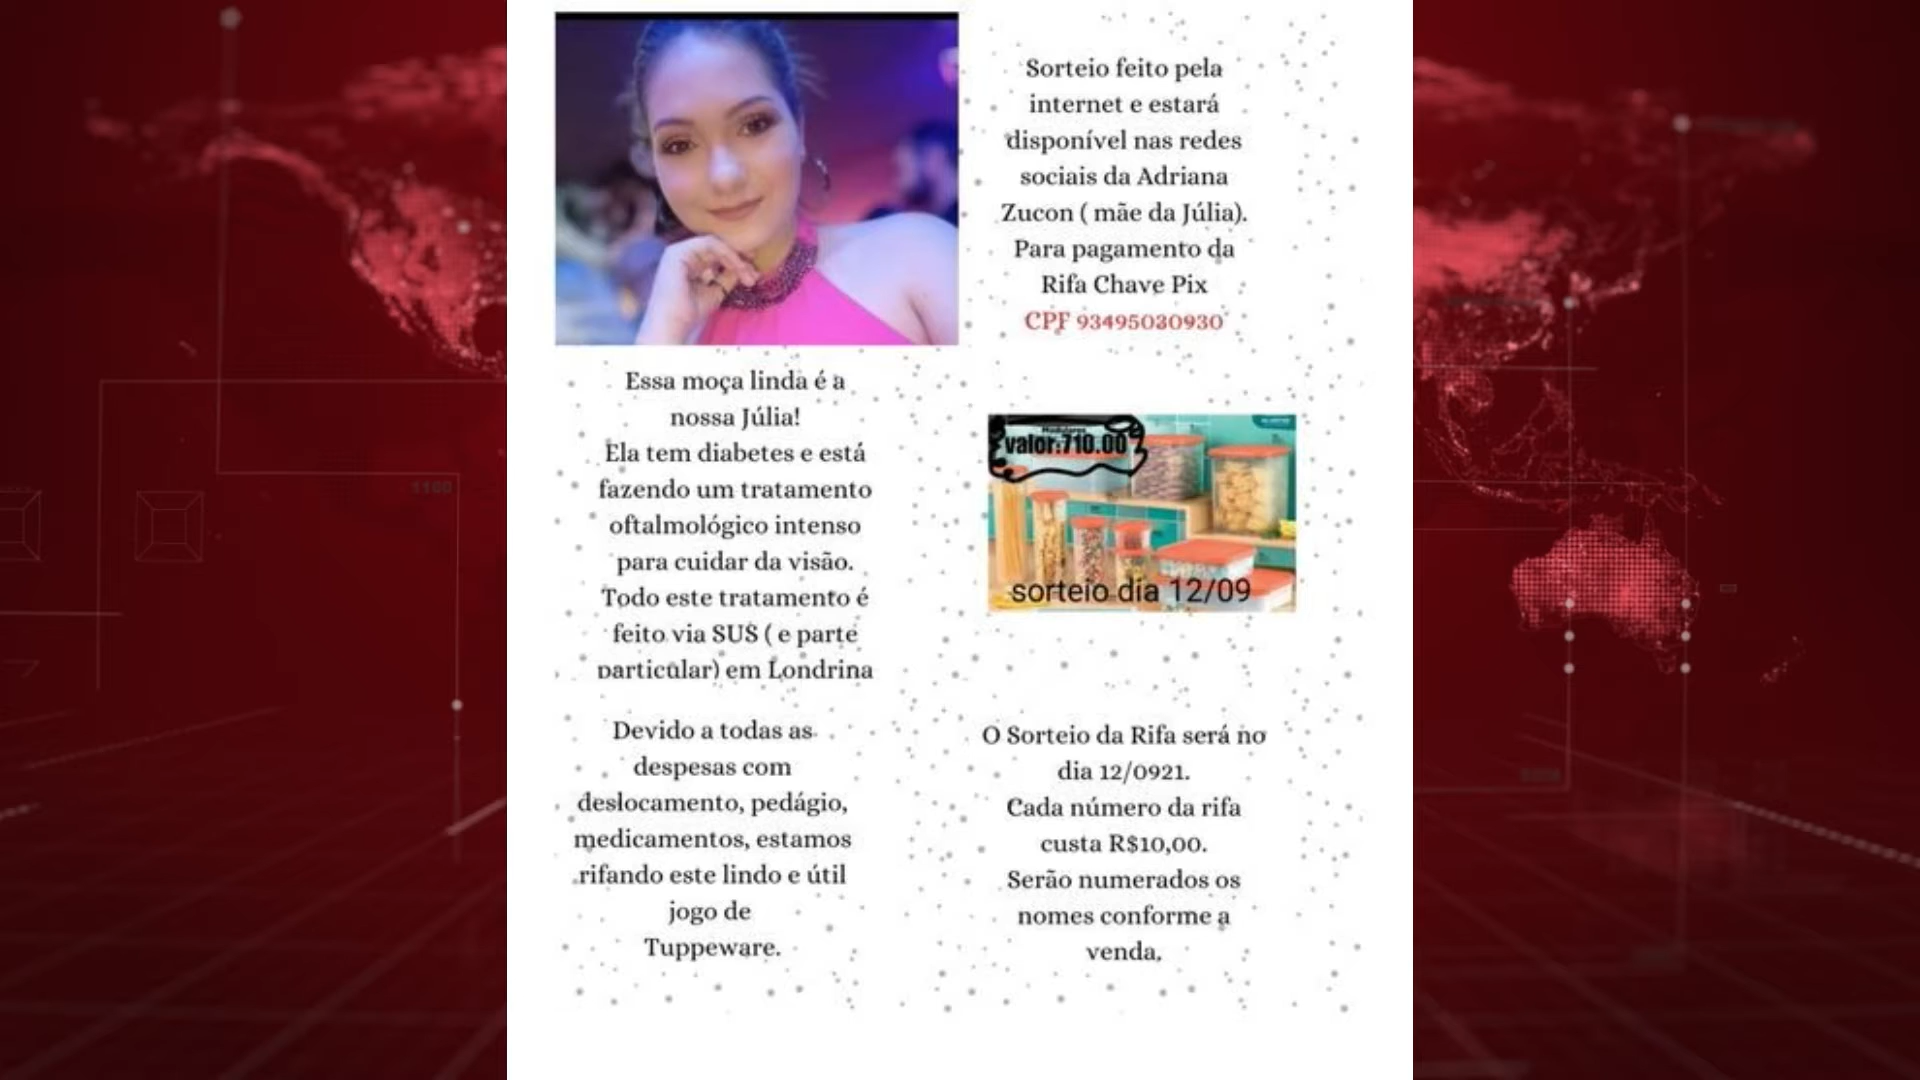 Sorteio feito pela
internet e estará
disponível nas redes
sociais da Adriana
Zucon ( mãe da Júlia).
Para pagamento da
Rifa Chave Pix
CPF 93495030930
Essa moça linda é a
nossa Júlia!
Ela tem diabetes e está
fazendo um tratamento
oftalmológico intenso
para cuidar da visão.
Todo este tratamento é
feito via SUS ( e parte
particular) em Londrina
valor:710.00
sorteio dia 12/09
Devido a todas as
despesas com
deslocamento, pedágio,
medicamentos, estamos
rifando este lindo e útil
jogo de
Tuppeware.
O Sorteio da Rifa será no
dia 12/0921.
Cada número da rifa
custa R$10,00.
Serão numerados os
nomes conforme a
venda.
1100